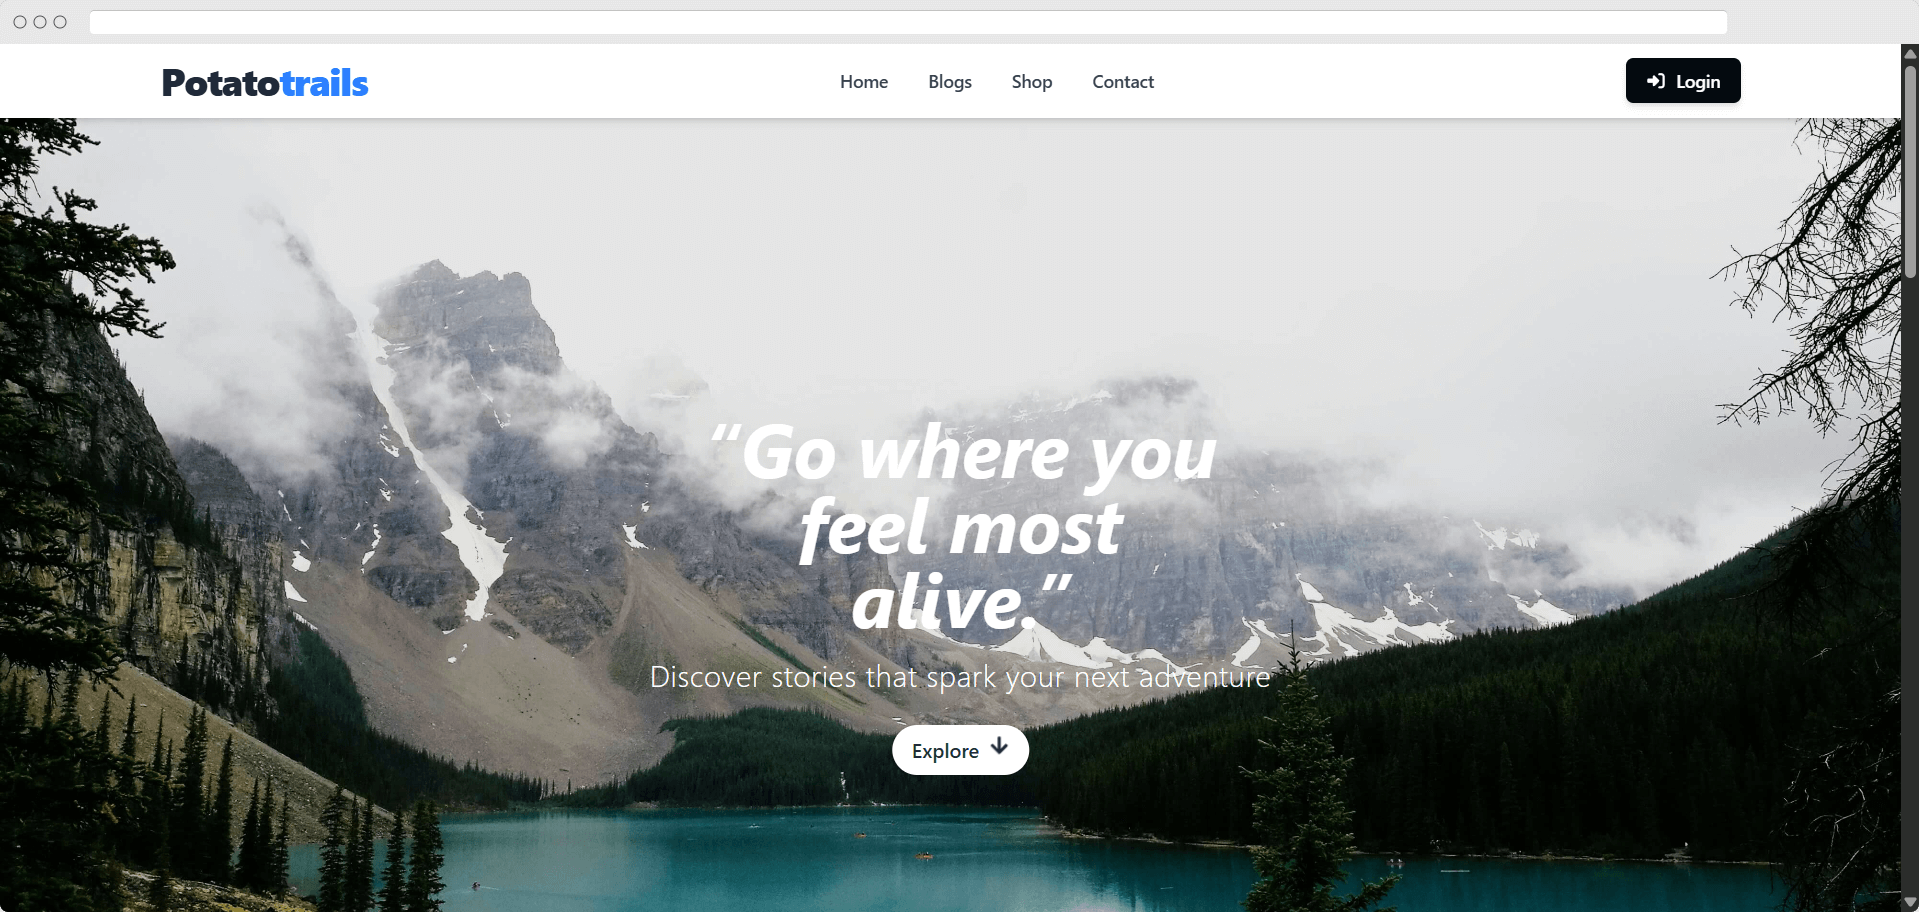 Potatotrails
Home Blogs Shop Contact
Login
“Go where you
feel most
alive.”
Discover stories that spark your next adventure
Explore